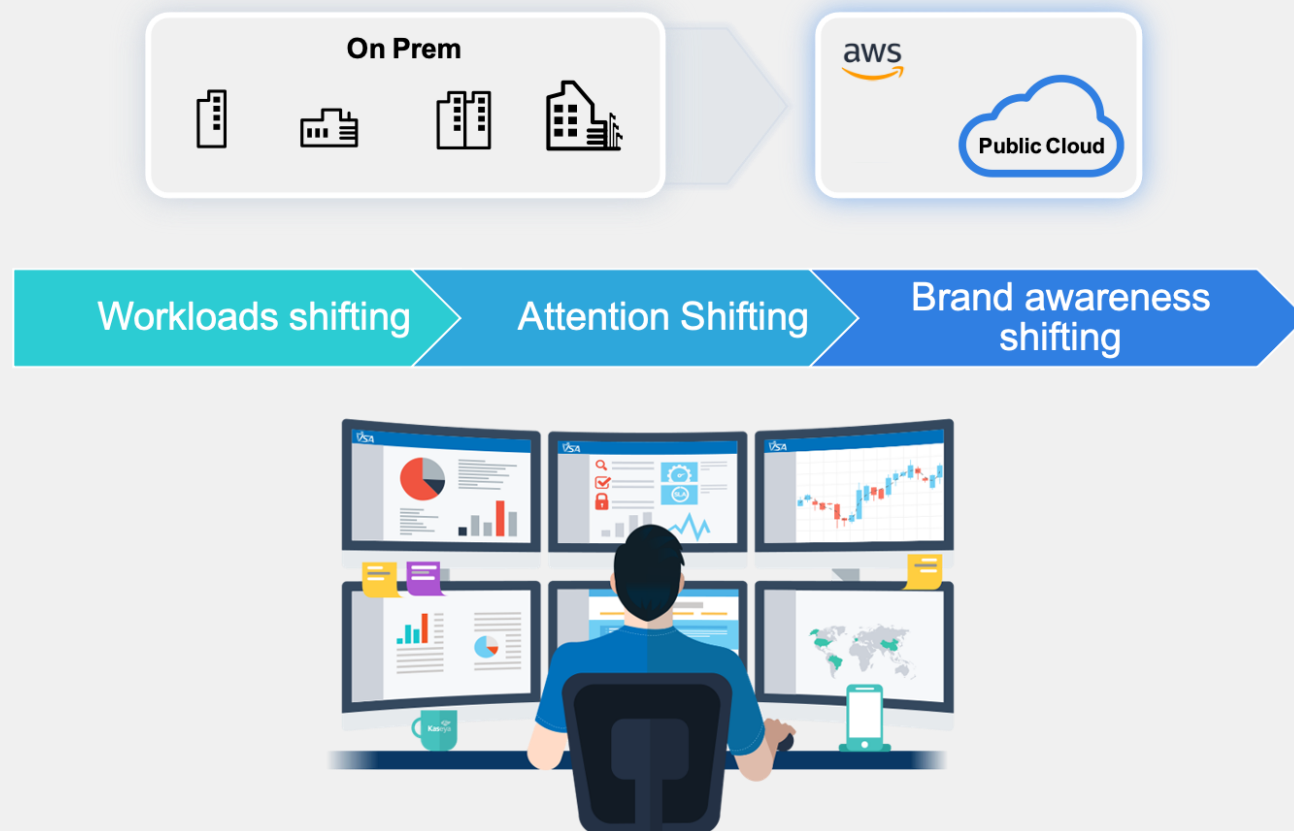 On Prem
aws
Public Cloud
Workloads shifting
Attention Shifting
Brand awareness
shifting
VSA
VSA
VSA
SLA
Kaseya